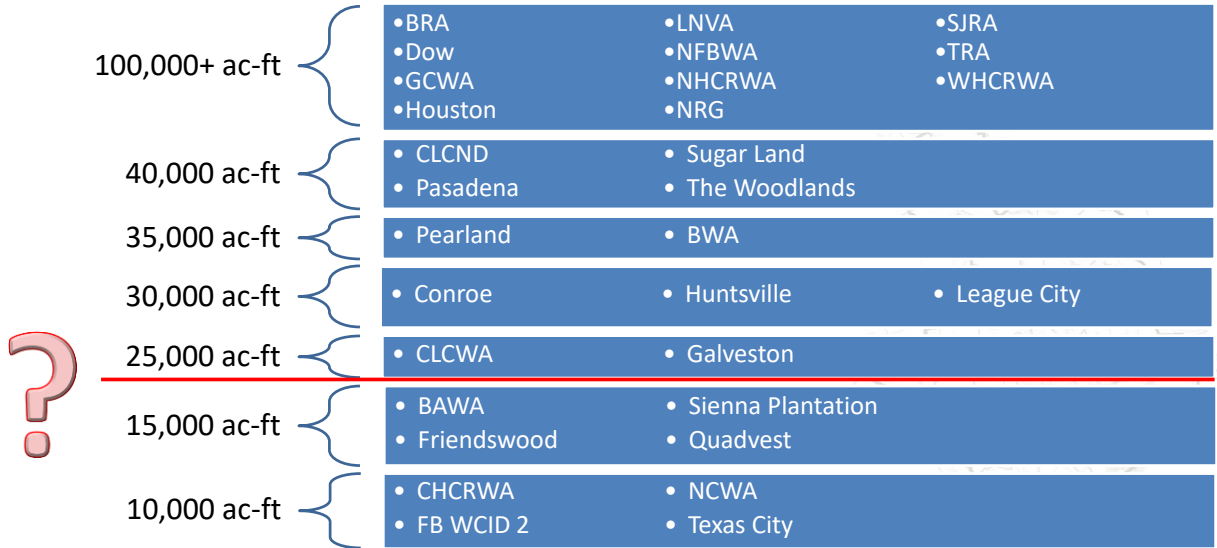 100,000+ ac-ft
•BRA •LNVA •SJRA
•Dow •NFBWA •TRA
•GCWA •NHCRWA •WHCRWA
•Houston •NRG
40,000 ac-ft
• CLCND • Sugar Land
• Pasadena • The Woodlands
35,000 ac-ft
• Pearland • BWA
30,000 ac-ft
• Conroe • Huntsville • League City
?
25,000 ac-ft
• CLCWA • Galveston
15,000 ac-ft
• BAWA • Sienna Plantation
• Friendswood • Quadvest
10,000 ac-ft
• CHCRWA • NCWA
• FB WCID 2 • Texas City